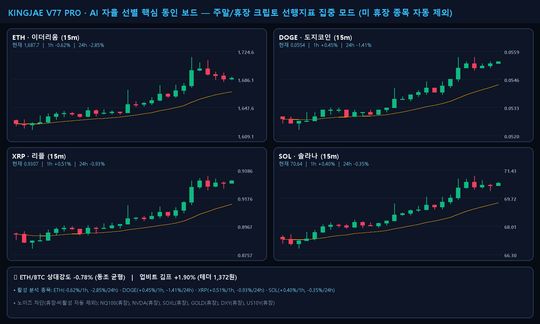 KINGJAE V77 PRO · AI 자율 선별 핵심 동인 보드 — 주말/휴장 크립토 선행지표 집중 모드 (미 휴장 종목 자동 제외)
ETH · 이더리움 (15m)
현재 1,687.7 | 1h -0.62% | 24h -2.85%
1,724.6
1,686.1
1,647.6
1,609.1
DOGE · 도지코인 (15m)
현재 0.0554 | 1h +0.45% | 24h -1.41%
0.0559
0.0546
0.0533
0.0520
XRP · 리플 (15m)
현재 0.9307 | 1h +0.51% | 24h -0.93%
0.9386
0.9176
0.8967
0.8757
SOL · 솔라나 (15m)
현재 70.64 | 1h +0.40% | 24h -0.35%
71.43
69.72
68.01
66.30
ETH/BTC 상대강도 -0.78% (동조 균형) | 업비트 김프 +1.90% (테더 1,372원)
• 활성 분석 종목: ETH(-0.62%/1h, -2.85%/24h) · DOGE(+0.45%/1h, -1.41%/24h) · XRP(+0.51%/1h, -0.93%/24h) · SOL(+0.40%/1h, -0.35%/24h)
• 노이즈 차단(휴장·비활성 자동 제외): NQ100(휴장), NVDA(휴장), SOXL(휴장), GOLD(휴장), DXY(휴장), US10Y(휴장)